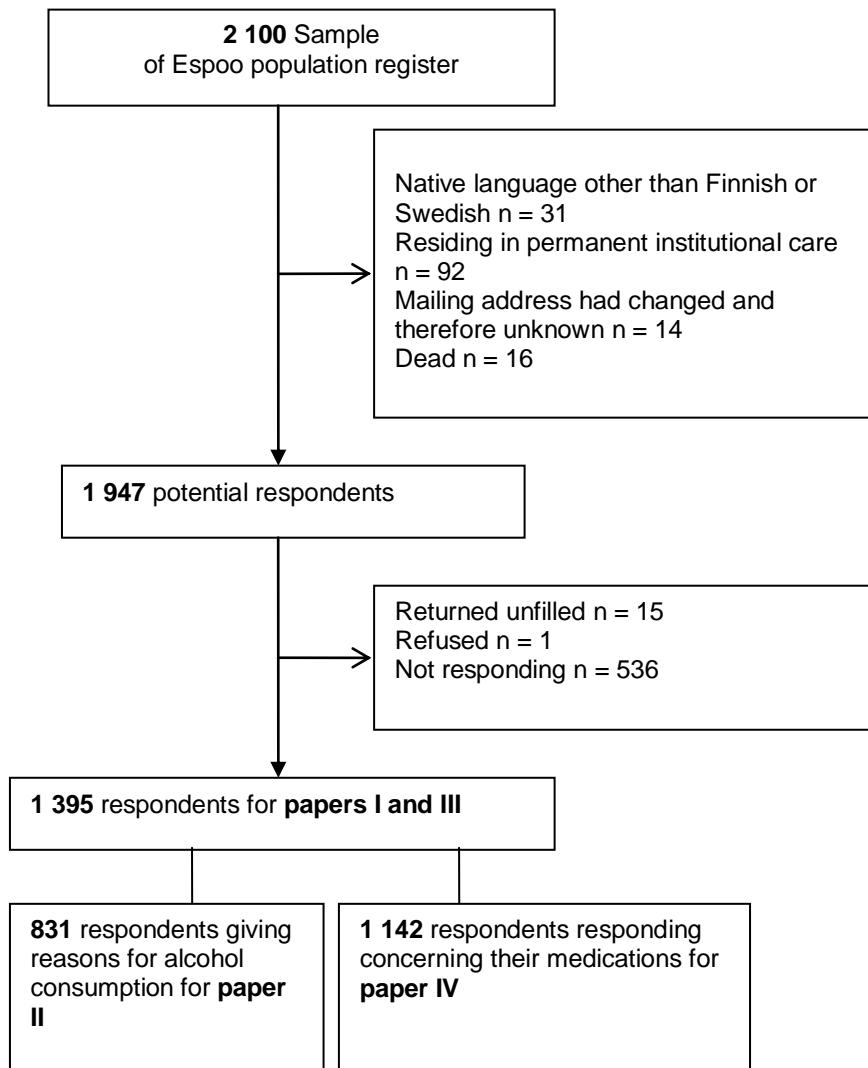 2 100 Sample
of Espoo population register
Native language other than Finnish or
Swedish n = 31
Residing in permanent institutional care
n = 92
Mailing address had changed and
therefore unknown n = 14
Dead n = 16
1 947 potential respondents
Returned unfilled n = 15
Refused n = 1
Not responding n = 536
1 395 respondents for papers I and III
831 respondents giving
reasons for alcohol
consumption for paper
II
1 142 respondents responding
concerning their medications for
paper IV